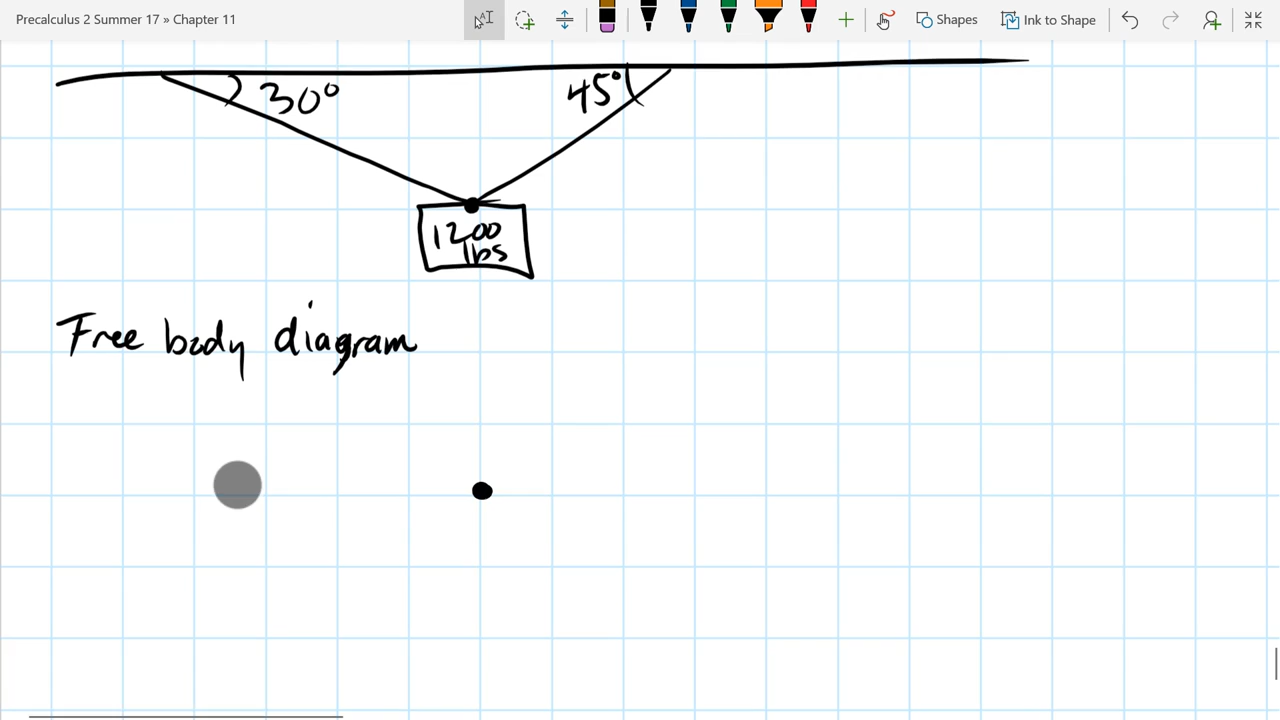 Precalculus 2 Summer 17 » Chapter 11
Shapes
Ink to Shape
30°
45°
1200
lbs
Free body diagram